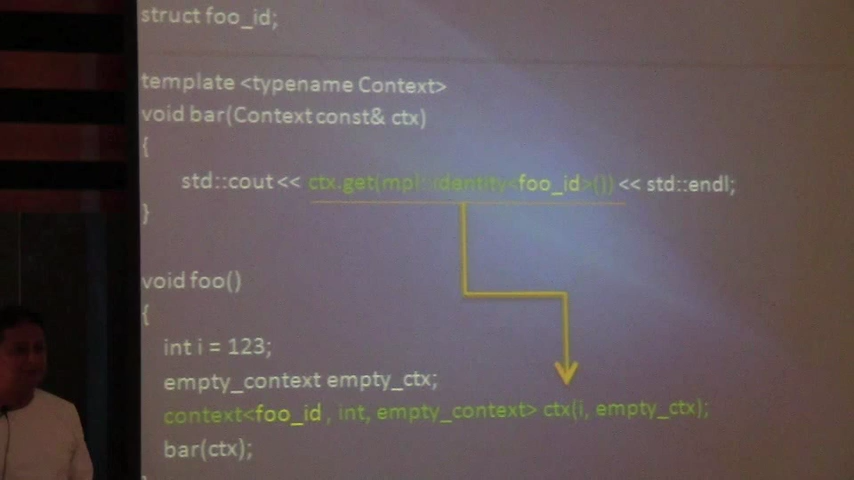 struct foo_id;
template <typename Context>
void bar(Context const& ctx)
{
std::cout << ctx.get(mpl::identity<foo_id>()) << std::endl;
}
void foo()
{
int i = 123;
empty_context empty_ctx;
context<foo_id , int, empty_context> ctx(i, empty_ctx);
bar(ctx);